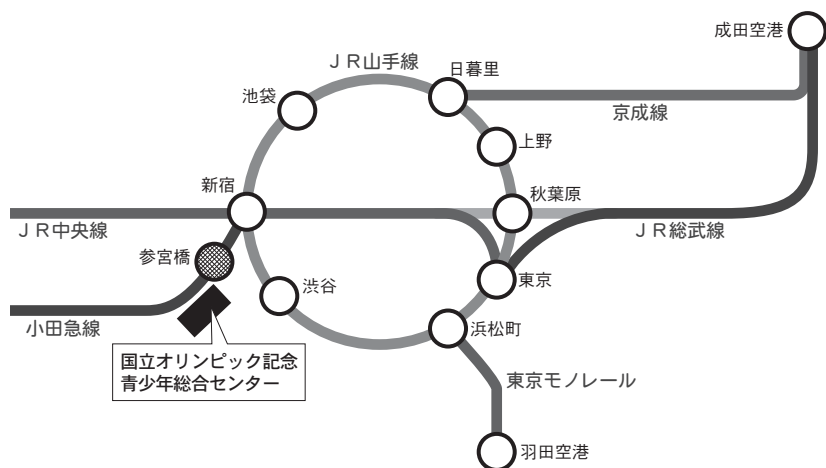 成田空港
JR山手線
日暮里
池袋
京成線
上野
新宿
秋葉原
JR中央線
JR総武線
参宮橋
東京
渋谷
小田急線
浜松町
国立オリンピック記念
青少年総合センター
東京モノレール
羽田空港